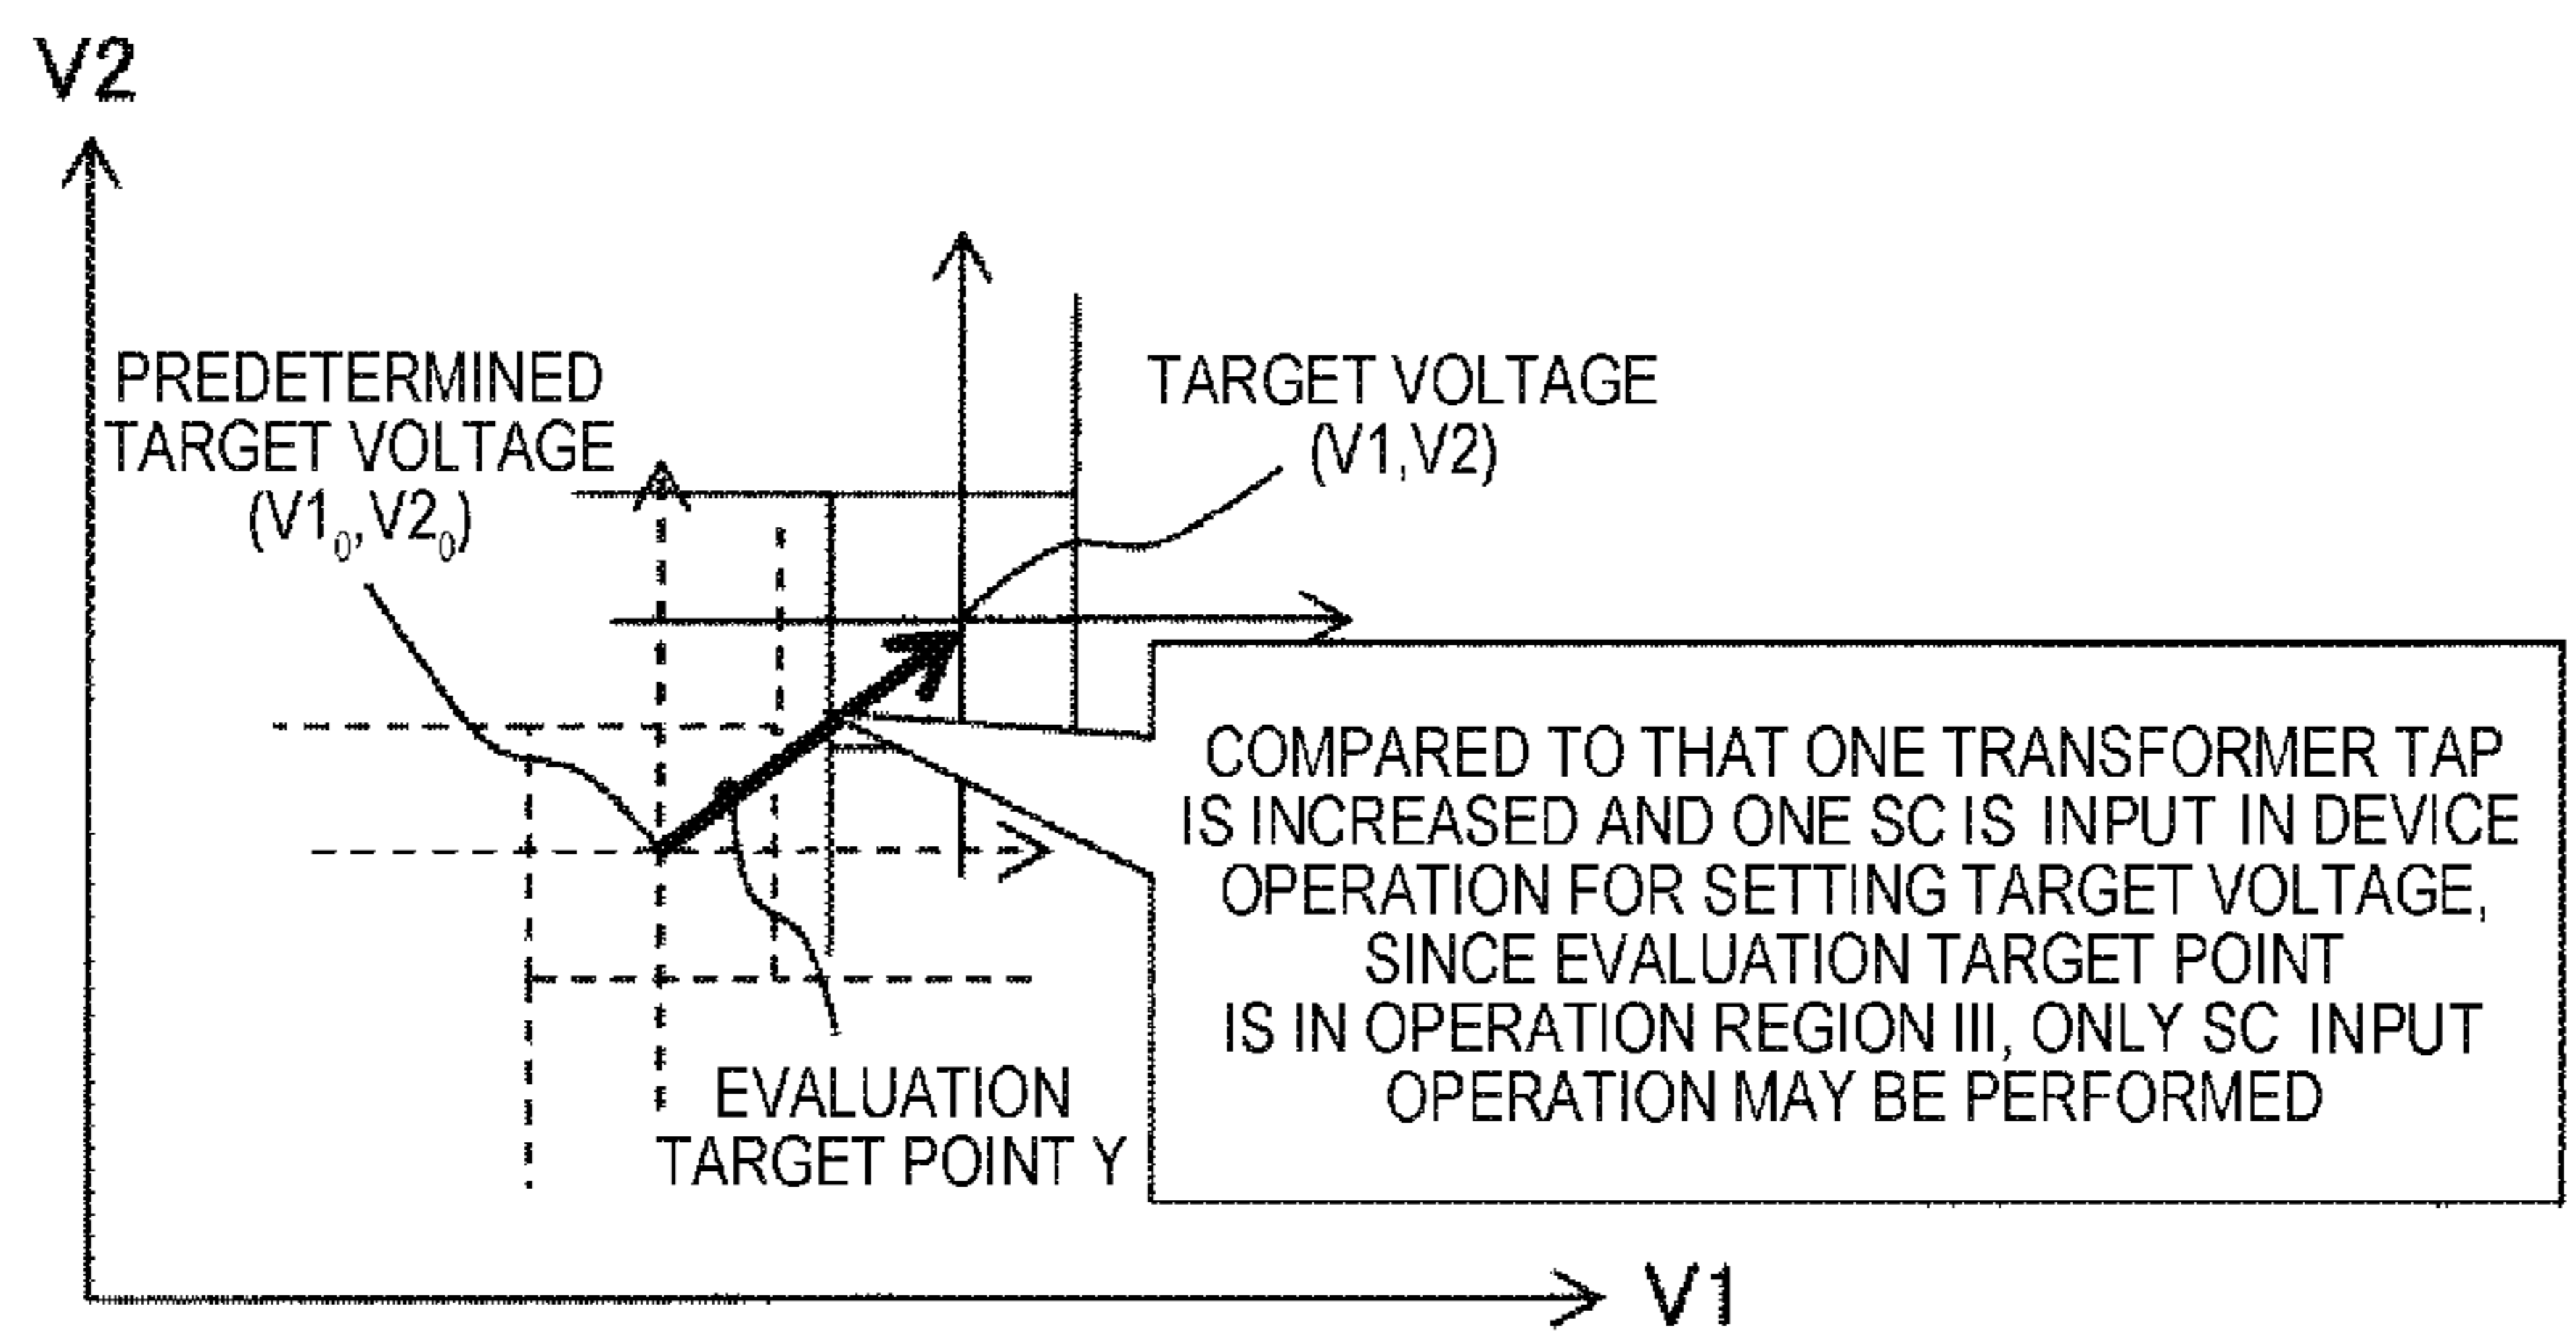 V2
PREDETERMINED
TARGET VOLTAGE
(V1₀,V2₀)
TARGET VOLTAGE
(V1,V2)
COMPARED TO THAT ONE TRANSFORMER TAP
IS INCREASED AND ONE SC IS INPUT IN DEVICE
OPERATION FOR SETTING TARGET VOLTAGE,
SINCE EVALUATION TARGET POINT
IS IN OPERATION REGION III, ONLY SC INPUT
OPERATION MAY BE PERFORMED
EVALUATION
TARGET POINT Y
V1